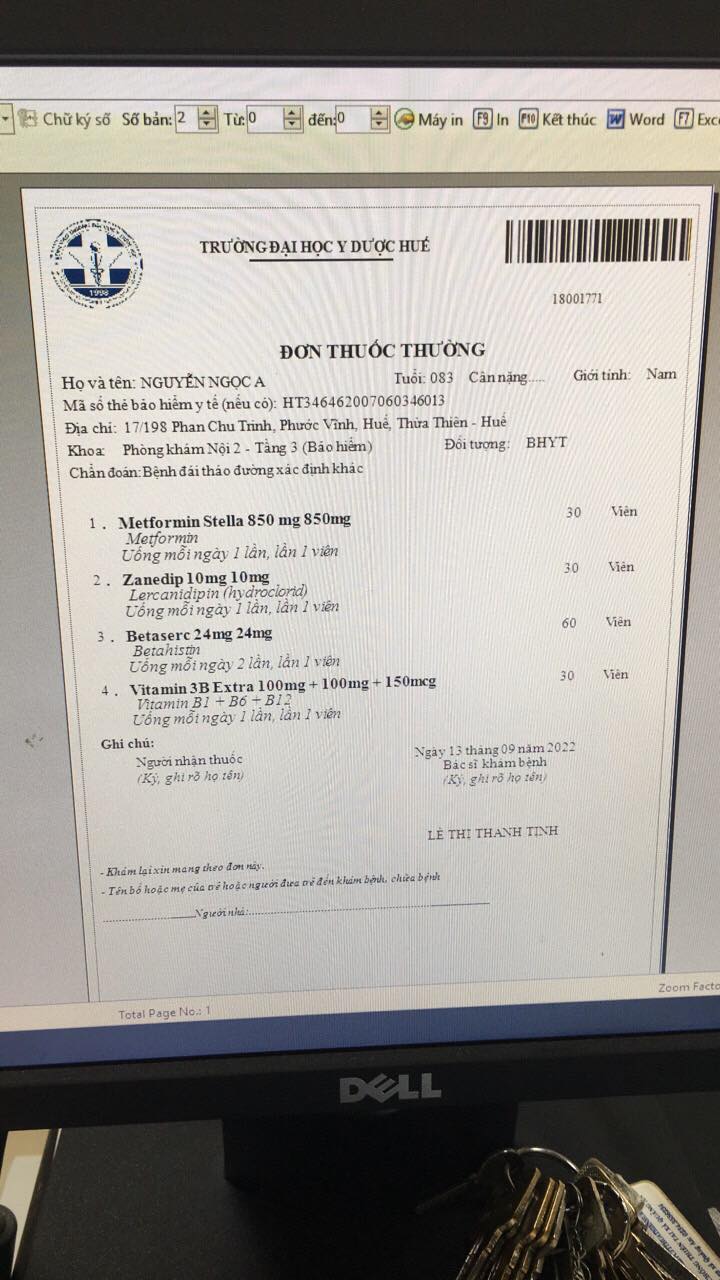 Chữ ký số Số bản: 2 Từ: 0 đến: 0 Máy in F9 In F10 Kết thúc W Word F7
TRƯỜNG ĐẠI HỌC Y DƯỢC HUẾ
1998
18001771
ĐƠN THUỐC THƯỜNG
Họ và tên: NGUYỄN NGỌC A Tuổi: 083 Cân nặng..... Giới tính: Nam
Mã số thẻ bảo hiểm y tế (nếu có): HT346462007060346013
Địa chỉ: 17/198 Phan Chu Trinh, Phước Vĩnh, Huế, Thừa Thiên - Huế
Khoa: Phòng khám Nội 2 - Tầng 3 (Bảo hiểm) Đối tượng: BHYT
Chẩn đoán: Bệnh đái tháo đường xác định khác
1 . Metformin Stella 850 mg 850mg 30 Viên
Metformin
Uống mỗi ngày 1 lần, lần 1 viên
2 . Zanedip 10mg 10mg 30 Viên
Lercanidipin (hydroclorid)
Uống mỗi ngày 1 lần, lần 1 viên
3 . Betaserc 24mg 24mg 60 Viên
Betahistin
Uống mỗi ngày 2 lần, lần 1 viên
4 . Vitamin 3B Extra 100mg + 100mg + 150mcg 30 Viên
Vitamin B1 + B6 + B12
Uống mỗi ngày 1 lần, lần 1 viên
Ghi chú:
Người nhận thuốc
(Ký, ghi rõ họ tên)
Ngày 13 tháng 09 năm 2022
Bác sĩ khám bệnh
(Ký, ghi rõ họ tên)
LÊ THỊ THANH TỊNH
- Khám lại xin mang theo đơn này.
- Tên bố hoặc mẹ của trẻ hoặc người đưa trẻ đến khám bệnh, chữa bệnh
Người nhà:
Total Page No.: 1
Zoom
DELL